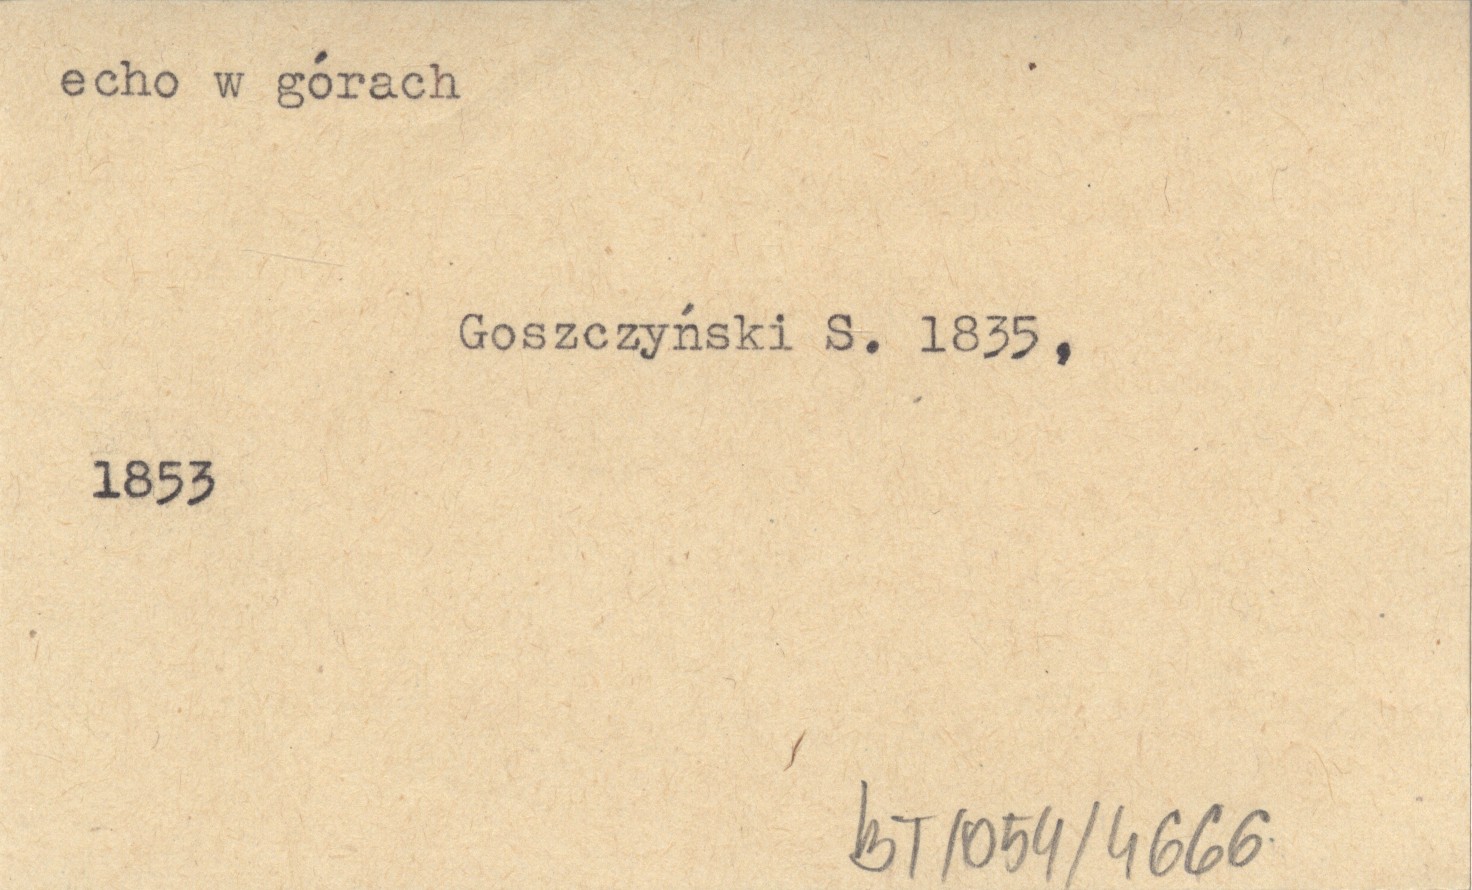 echo w górach
Goszczyński S. 1835,
1853
BT/054/4666